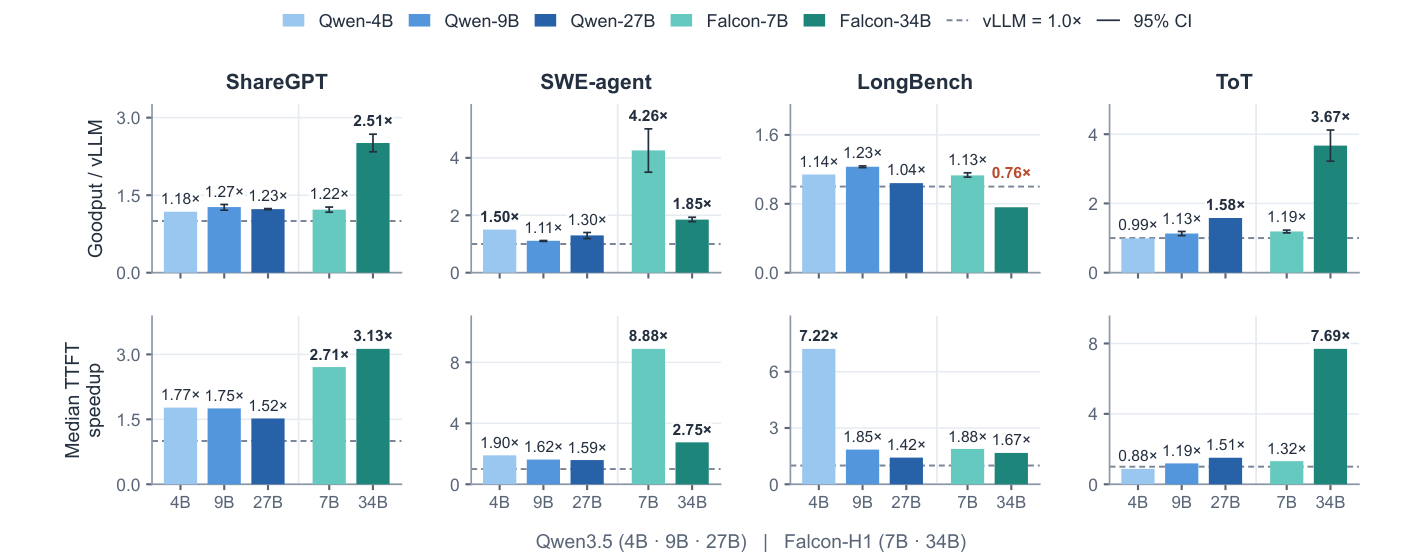 Qwen-4B Qwen-9B Qwen-27B Falcon-7B Falcon-34B vLLM = 1.0× 95% CI
ShareGPT SWE-agent LongBench ToT
Goodput / vLLM
3.0
1.5
0.0
1.18× 1.27× 1.23× 1.22× 2.51×
4
2
0
1.50× 1.11× 1.30× 4.26× 1.85×
1.6
0.8
0.0
1.14× 1.23× 1.04× 1.13× 0.76×
4
2
0
0.99× 1.13× 1.58× 1.19× 3.67×
Median TTFT
speedup
3.0
1.5
0.0
1.77× 1.75× 1.52× 2.71× 3.13×
4B 9B 27B 7B 34B
8
4
0
1.90× 1.62× 1.59× 8.88× 2.75×
4B 9B 27B 7B 34B
6
3
0
7.22× 1.85× 1.42× 1.88× 1.67×
4B 9B 27B 7B 34B
8
4
0
0.88× 1.19× 1.51× 1.32× 7.69×
4B 9B 27B 7B 34B
Qwen3.5 (4B · 9B · 27B) | Falcon-H1 (7B · 34B)